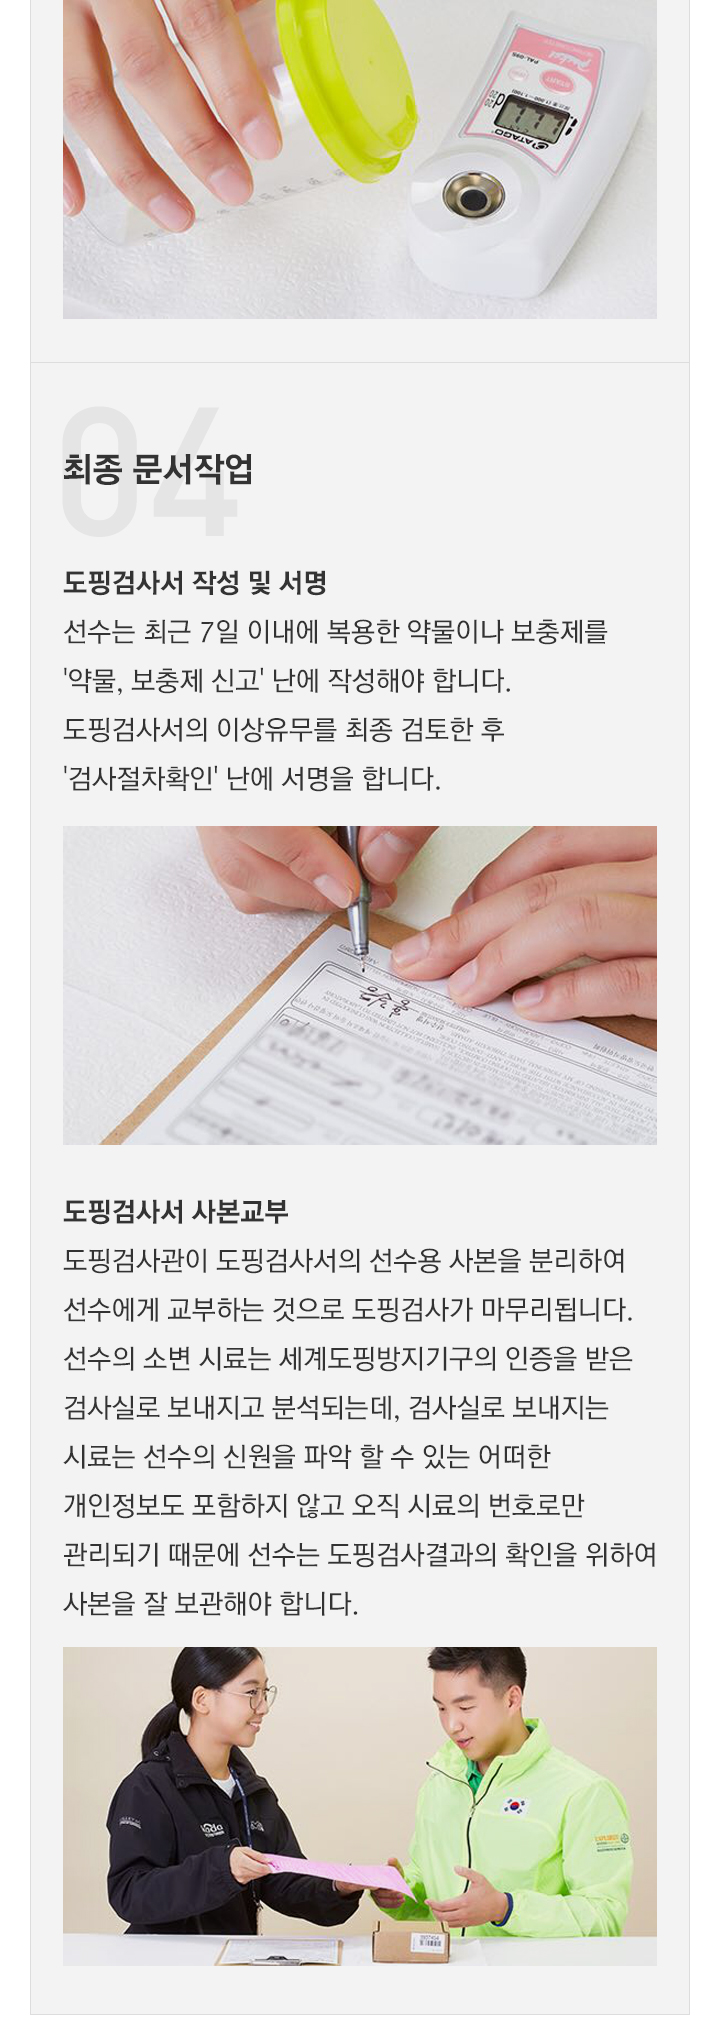 START
Pocket
PAL-09S
ATAGO
04
최종 문서작업
도핑검사서 작성 및 서명
선수는 최근 7일 이내에 복용한 약물이나 보충제를
'약물, 보충제 신고' 난에 작성해야 합니다.
도핑검사서의 이상유무를 최종 검토한 후
'검사절차확인' 난에 서명을 합니다.
도핑검사서 사본교부
도핑검사관이 도핑검사서의 선수용 사본을 분리하여
선수에게 교부하는 것으로 도핑검사가 마무리됩니다.
선수의 소변 시료는 세계도핑방지기구의 인증을 받은
검사실로 보내지고 분석되는데, 검사실로 보내지는
시료는 선수의 신원을 파악 할 수 있는 어떠한
개인정보도 포함하지 않고 오직 시료의 번호로만
관리되기 때문에 선수는 도핑검사결과의 확인을 위하여
사본을 잘 보관해야 합니다.